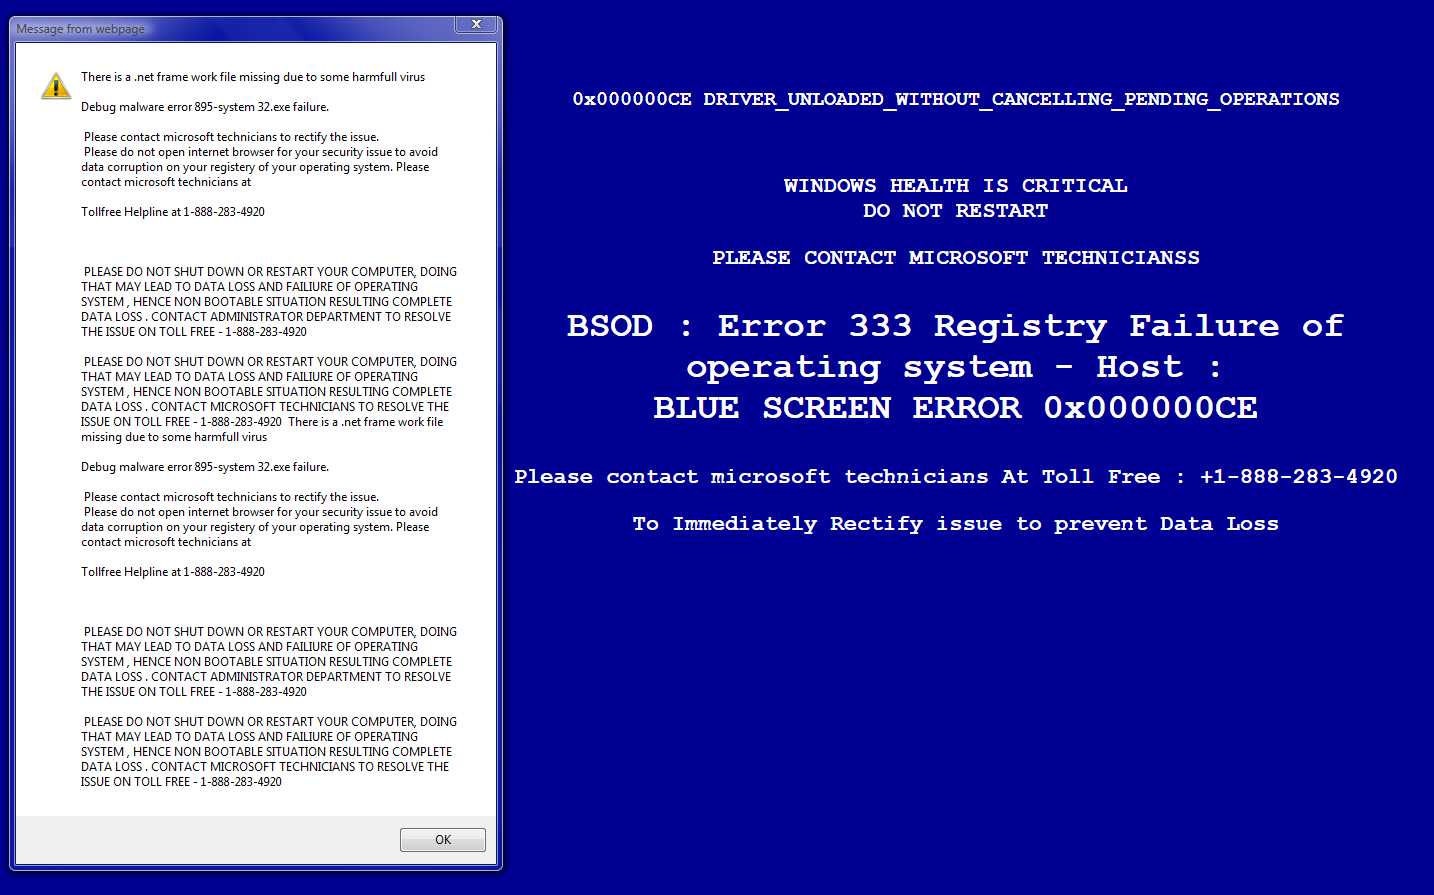 Message from webpage
There is a .net frame work file missing due to some harmfull virus
Debug malware error 895-system 32.exe failure.
Please contact microsoft technicians to rectify the issue.
Please do not open internet browser for your security issue to avoid
data corruption on your registery of your operating system. Please
contact microsoft technicians at
Tollfree Helpline at 1-888-283-4920
PLEASE DO NOT SHUT DOWN OR RESTART YOUR COMPUTER, DOING
THAT MAY LEAD TO DATA LOSS AND FAILIURE OF OPERATING
SYSTEM , HENCE NON BOOTABLE SITUATION RESULTING COMPLETE
DATA LOSS . CONTACT ADMINISTRATOR DEPARTMENT TO RESOLVE
THE ISSUE ON TOLL FREE - 1-888-283-4920
PLEASE DO NOT SHUT DOWN OR RESTART YOUR COMPUTER, DOING
THAT MAY LEAD TO DATA LOSS AND FAILIURE OF OPERATING
SYSTEM , HENCE NON BOOTABLE SITUATION RESULTING COMPLETE
DATA LOSS . CONTACT MICROSOFT TECHNICIANS TO RESOLVE THE
ISSUE ON TOLL FREE - 1-888-283-4920  There is a .net frame work file
missing due to some harmfull virus
Debug malware error 895-system 32.exe failure.
Please contact microsoft technicians to rectify the issue.
Please do not open internet browser for your security issue to avoid
data corruption on your registery of your operating system. Please
contact microsoft technicians at
Tollfree Helpline at 1-888-283-4920
PLEASE DO NOT SHUT DOWN OR RESTART YOUR COMPUTER, DOING
THAT MAY LEAD TO DATA LOSS AND FAILIURE OF OPERATING
SYSTEM , HENCE NON BOOTABLE SITUATION RESULTING COMPLETE
DATA LOSS . CONTACT ADMINISTRATOR DEPARTMENT TO RESOLVE
THE ISSUE ON TOLL FREE - 1-888-283-4920
PLEASE DO NOT SHUT DOWN OR RESTART YOUR COMPUTER, DOING
THAT MAY LEAD TO DATA LOSS AND FAILIURE OF OPERATING
SYSTEM , HENCE NON BOOTABLE SITUATION RESULTING COMPLETE
DATA LOSS . CONTACT MICROSOFT TECHNICIANS TO RESOLVE THE
ISSUE ON TOLL FREE - 1-888-283-4920
OK
0x000000CE DRIVER_UNLOADED_WITHOUT_CANCELLING_PENDING_OPERATIONS
WINDOWS HEALTH IS CRITICAL
DO NOT RESTART
PLEASE CONTACT MICROSOFT TECHNICIANSS
BSOD : Error 333 Registry Failure of
operating system - Host :
BLUE SCREEN ERROR 0x000000CE
Please contact microsoft technicians At Toll Free : +1-888-283-4920
To Immediately Rectify issue to prevent Data Loss